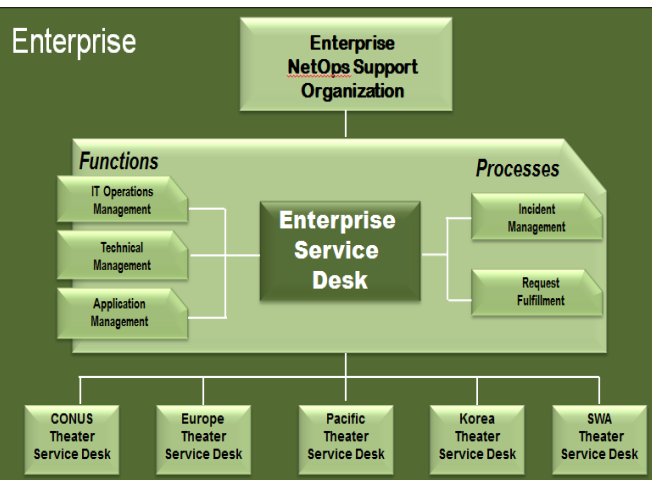 Enterprise
Enterprise
NetOps Support
Organization
Functions
Processes
IT Operations
Management
Technical
Management
Application
Management
Enterprise
Service
Desk
Incident
Management
Request
Fulfillment
CONUS
Theater
Service Desk
Europe
Theater
Service Desk
Pacific
Theater
Service Desk
Korea
Theater
Service Desk
SWA
Theater
Service Desk